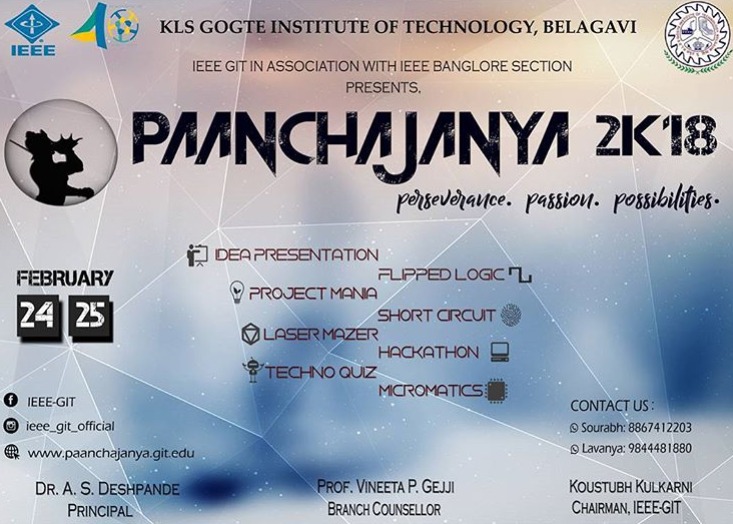 IEEE
KLS GOGTE INSTITUTE OF TECHNOLOGY, BELAGAVI
IEEE GIT IN ASSOCIATION WITH IEEE BANGLORE SECTION
PRESENTS,
PAANCHAJANYA 2K'18
perseverance. passion. possibilities.
IDEA PRESENTATION
FLIPPED LOGIC
PROJECT MANIA
SHORT CIRCUIT
LASER MAZER
HACKATHON
TECHNO QUIZ
MICROMATICS
FEBRUARY
24 25
IEEE-GIT
ieee_git_official
www.paanchajanya.git.edu
CONTACT US :
Sourabh: 8867412203
Lavanya: 9844481880
DR. A. S. DESHPANDE
PRINCIPAL
PROF. VINEETA P. GEJJI
BRANCH COUNSELLOR
KOUSTUBH KULKARNI
CHAIRMAN, IEEE-GIT